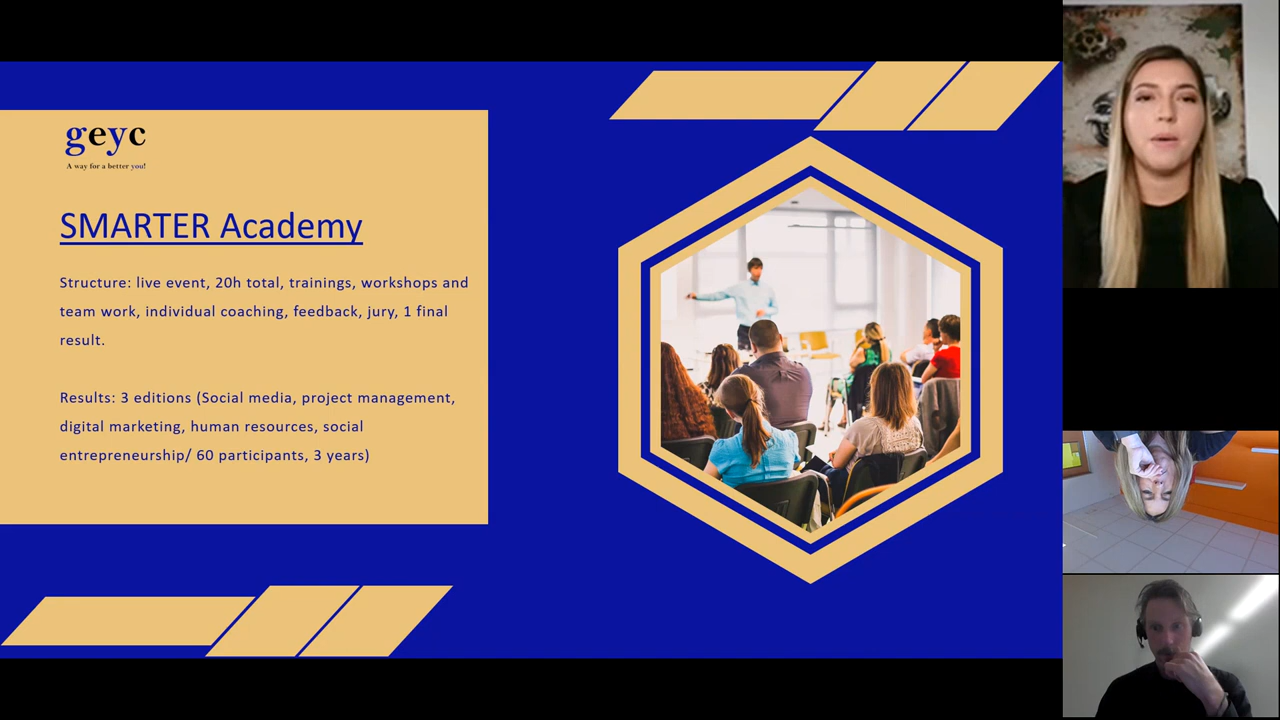 geyc
A way for a better you!
SMARTER Academy
Structure: live event, 20h total, trainings, workshops and
team work, individual coaching, feedback, jury, 1 final
result.
Results: 3 editions (Social media, project management,
digital marketing, human resources, social
entrepreneurship/ 60 participants, 3 years)